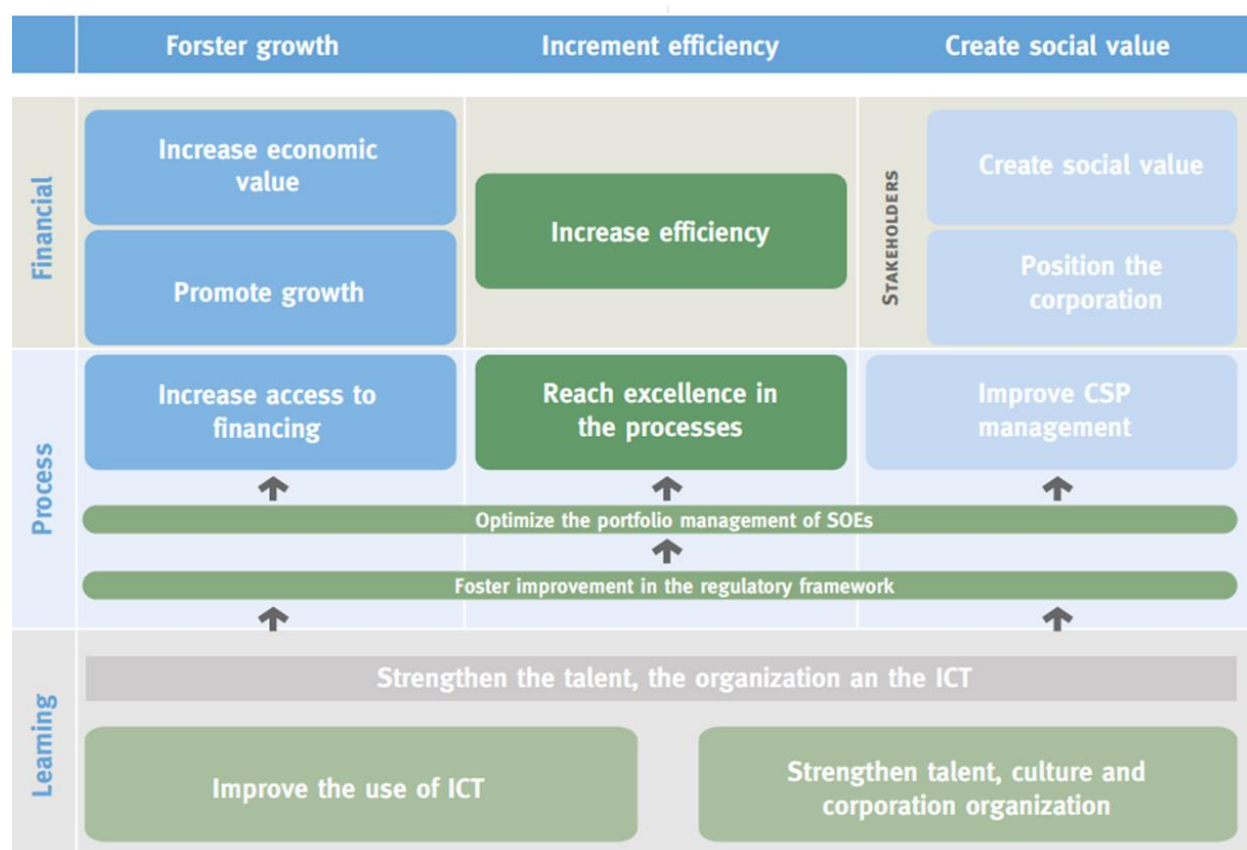 Forster growth
Increment efficiency
Create social value
Financial
Increase economic
value
Promote growth
Increase efficiency
STAKEHOLDERS
Create social value
Position the
corporation
Process
Increase access to
financing
Reach excellence in
the processes
Improve CSP
management
Optimize the portfolio management of SOEs
Foster improvement in the regulatory framework
Learning
Strengthen the talent, the organization an the ICT
Improve the use of ICT
Strengthen talent, culture and
corporation organization